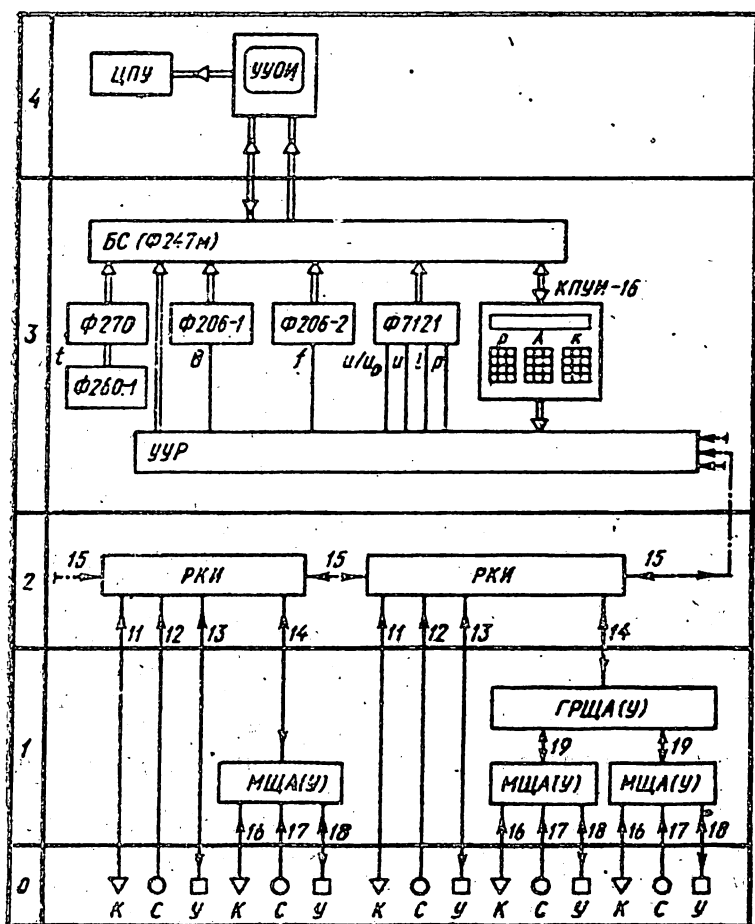 4
ЦПУ УУОИ
БС (Ф247м)
КПУИ-16
3
Ф270 Ф206-1 Ф206-2 Ф7121
Р А К
t в f u/u₀ u i p
Ф260-1
УУР
2
15 15 15
РКИ РКИ
11 12 13 14 11 12 13 14
1
ГРЩА(У)
19 19
МЩА(У) МЩА(У) МЩА(У)
16 17 18 16 17 18 16 17 18
0
К С У К С У К С У К С У К С У